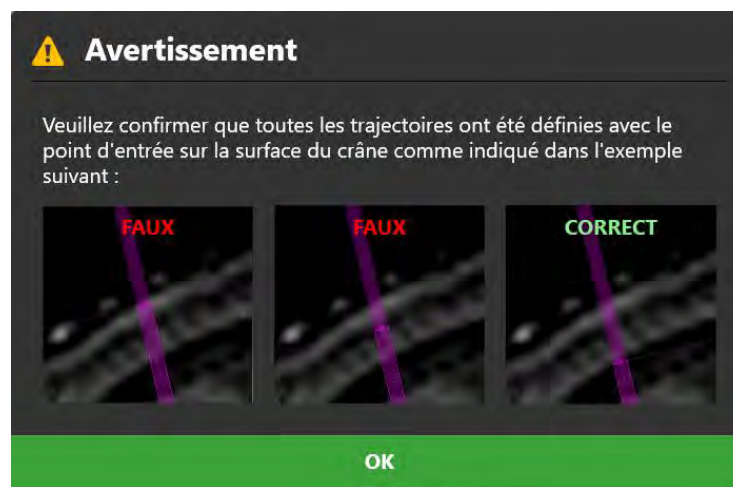 Avertissement
Veuillez confirmer que toutes les trajectoires ont été définies avec le
point d'entrée sur la surface du crâne comme indiqué dans l'exemple
suivant :
FAUX
FAUX
CORRECT
OK